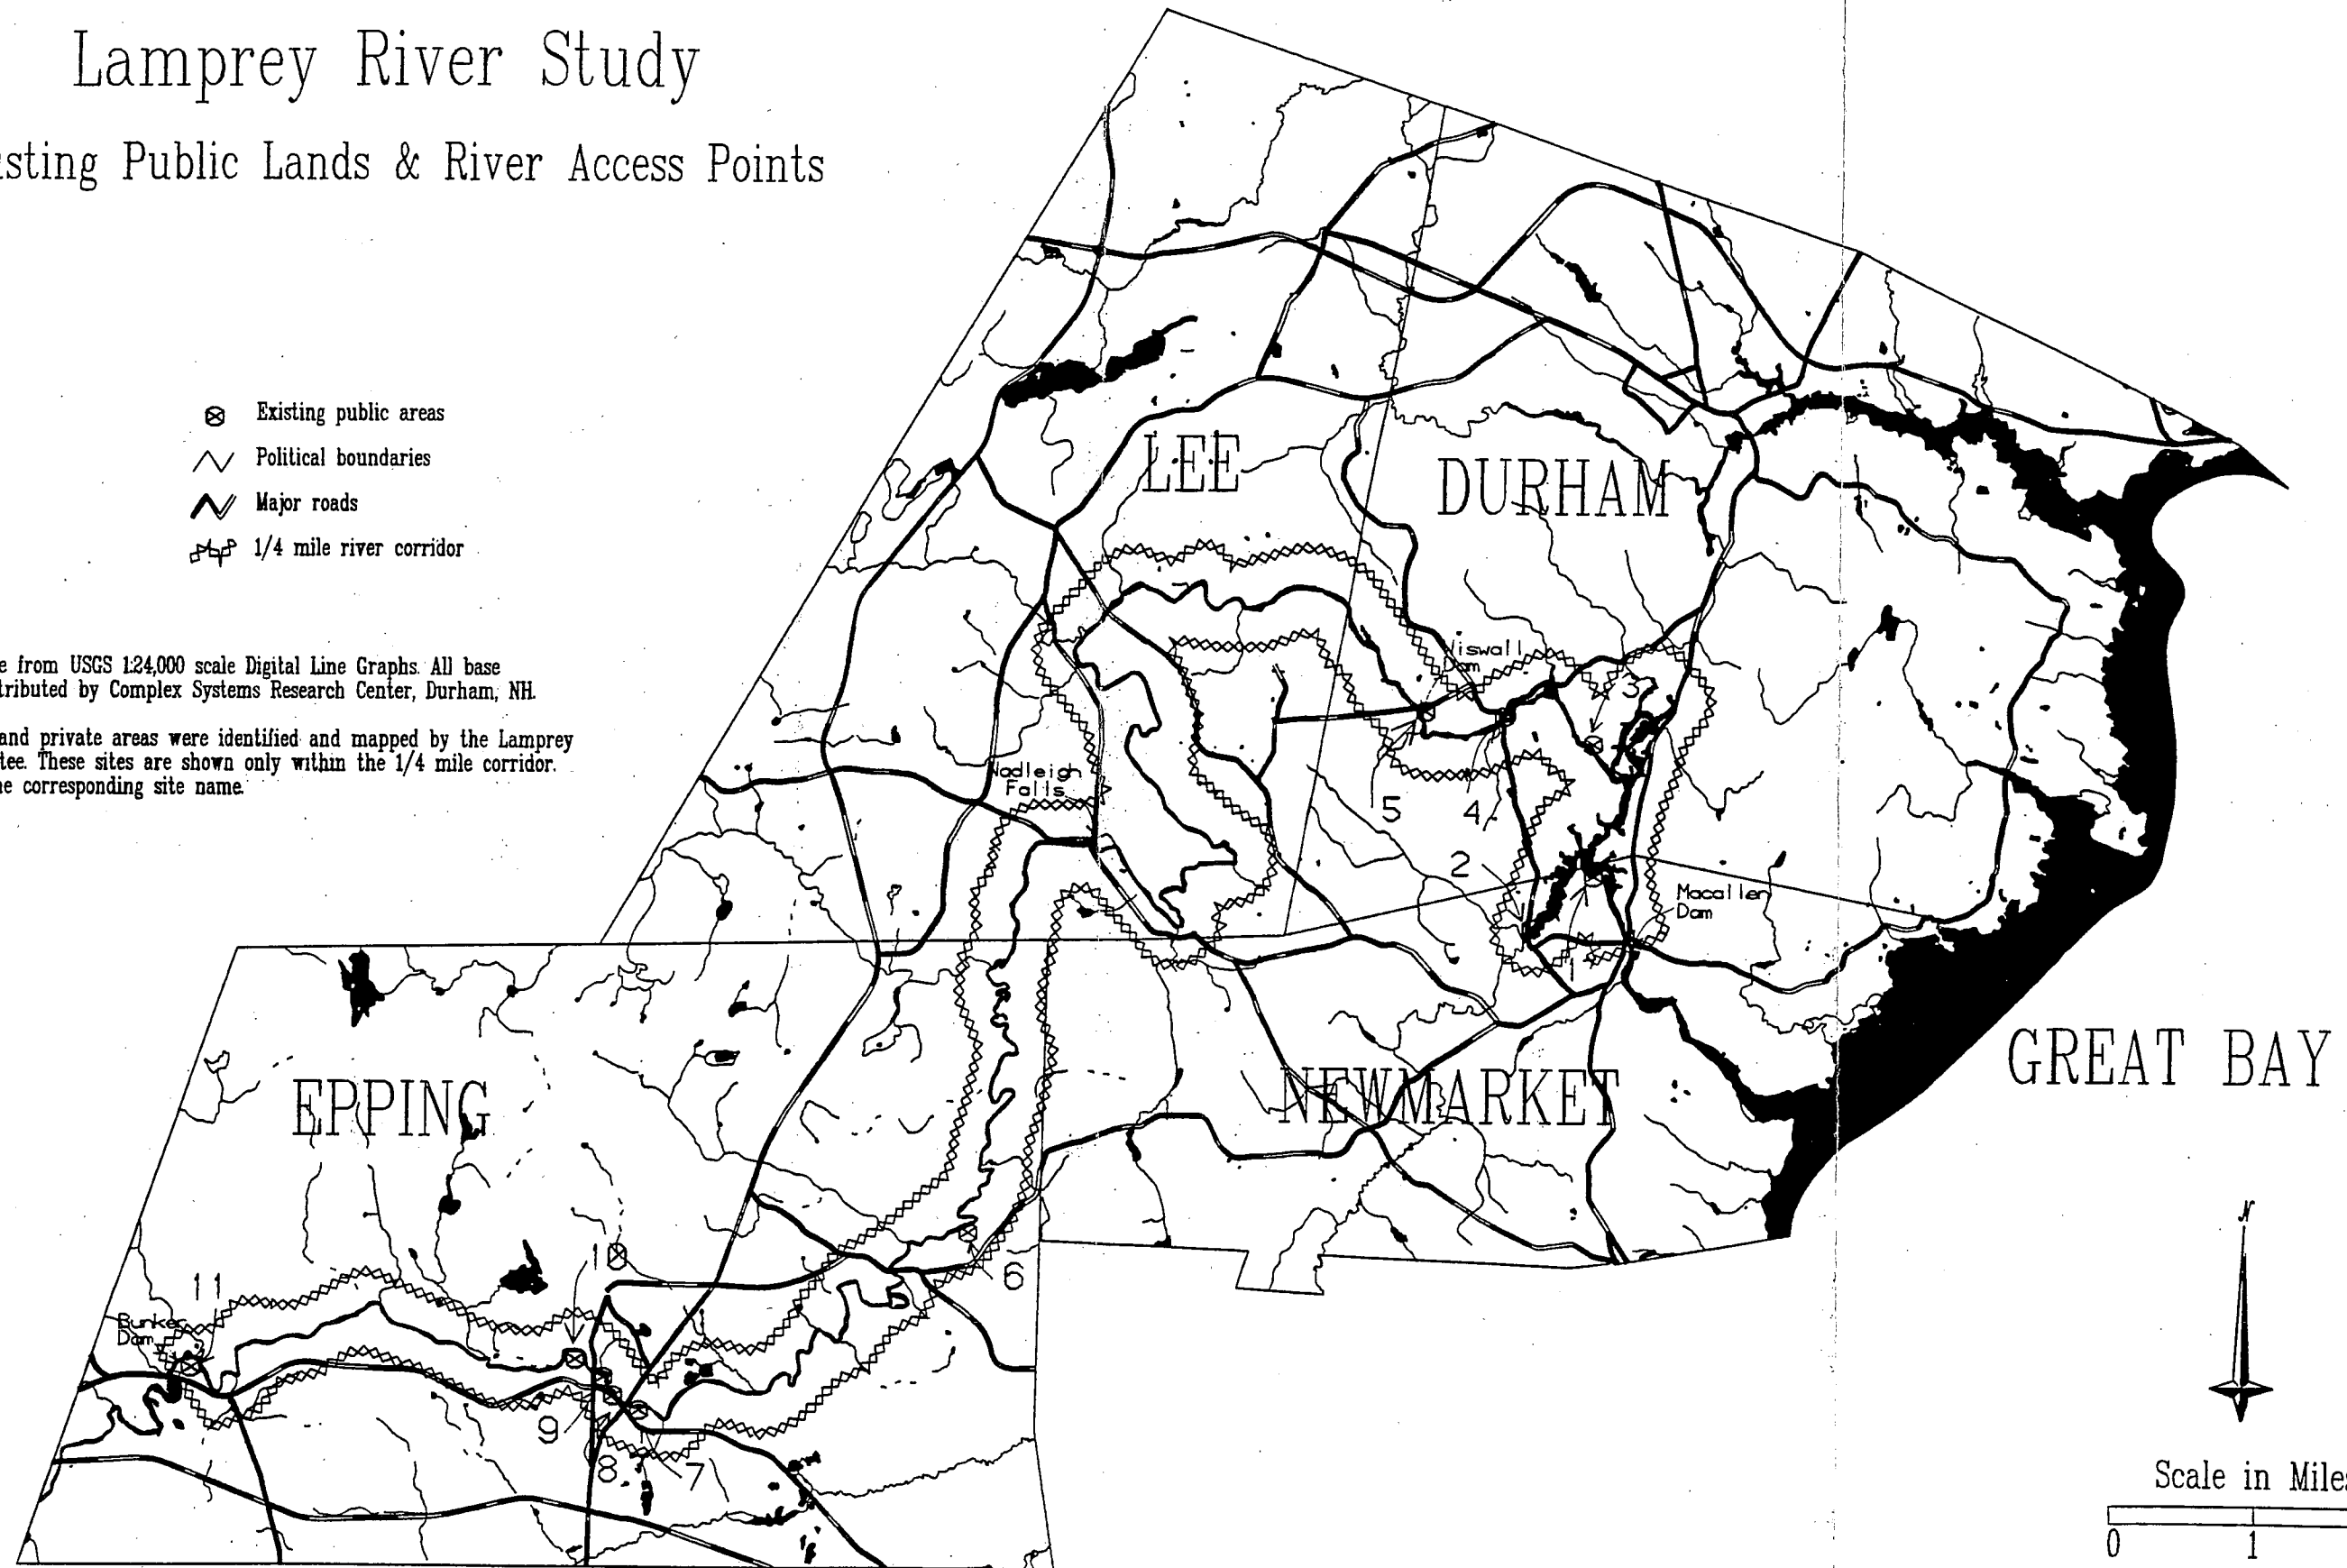 Lamprey River Study
sting Public Lands & River Access Points
Existing public areas
Political boundaries
Major roads
1/4 mile river corridor
e from USGS 1:24,000 scale Digital Line Graphs. All base
tributed by Complex Systems Research Center, Durham, NH.
and private areas were identified and mapped by the Lamprey
tee. These sites are shown only within the 1/4 mile corridor.
e corresponding site name.
LEE
DURHAM
Wiswall
Dam
3
Wadleigh
Falls
5
4
2
Macallen
Dam
1
EPPING
NEWMARKET
GREAT BAY
N
10
11
6
Bunker
Dam
9
8
7
Scale in Miles
0 1